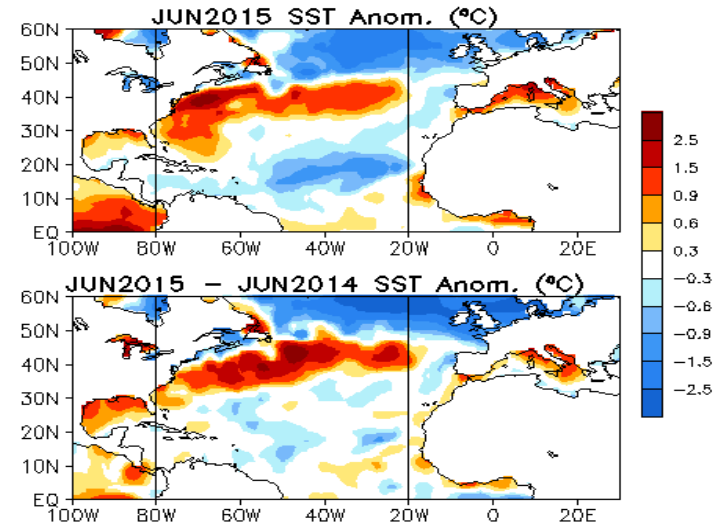 JUN2015 SST Anom. (°C)
60N
50N
40N
30N
20N
10N
EQ
100W 80W 60W 40W 20W 0 20E
JUN2015 – JUN2014 SST Anom. (°C)
60N
50N
40N
30N
20N
10N
EQ
100W 80W 60W 40W 20W 0 20E
2.5
1.5
0.9
0.6
0.3
−0.3
−0.6
−0.9
−1.5
−2.5